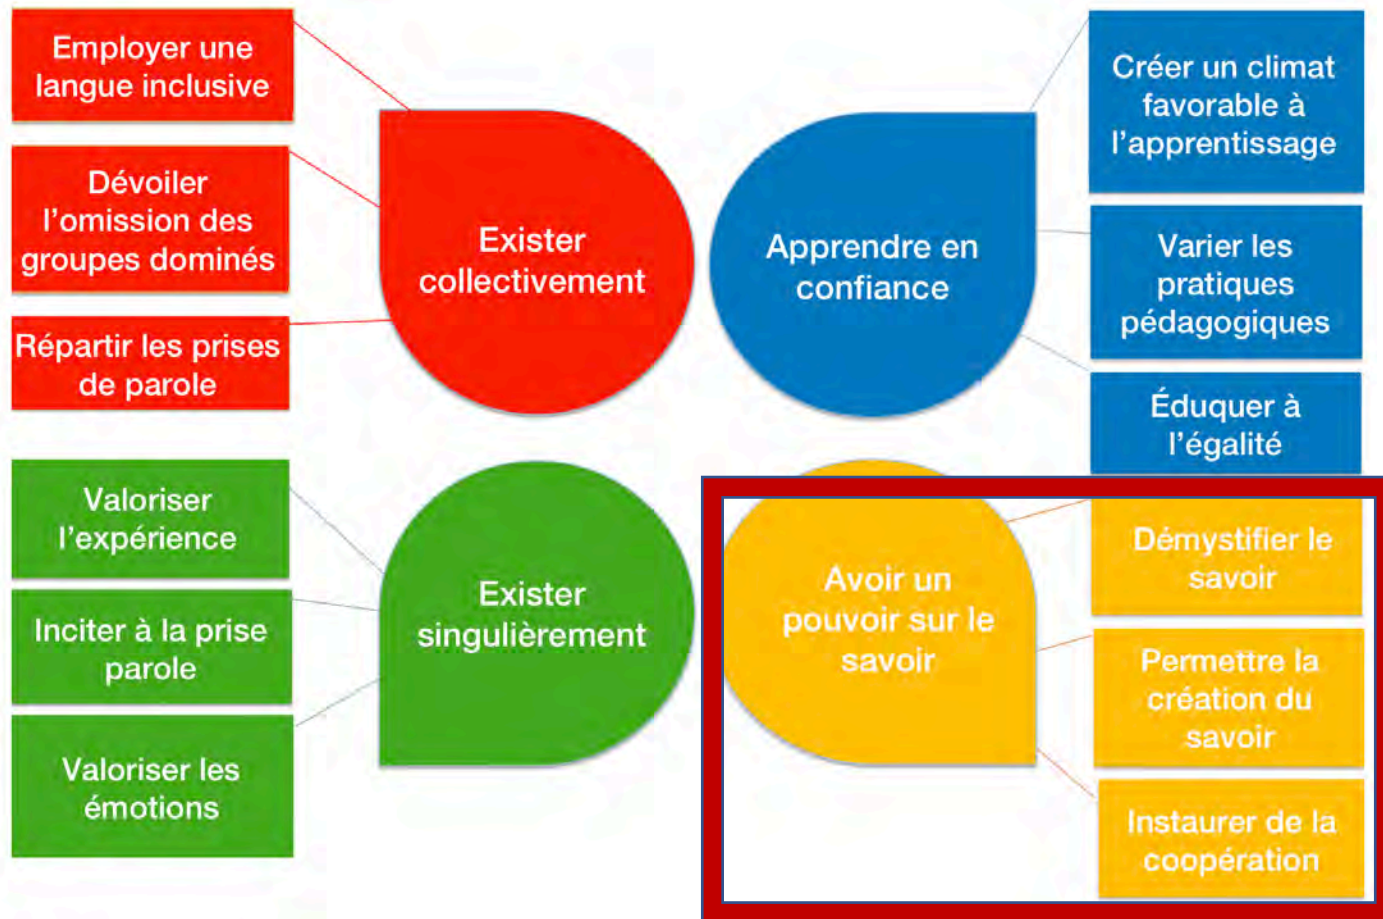 Employer une
langue inclusive
Dévoiler
l'omission des
groupes dominés
Répartir les prises
de parole
Exister
collectivement
Apprendre en
confiance
Créer un climat
favorable à
l'apprentissage
Varier les
pratiques
pédagogiques
Éduquer à
l'égalité
Valoriser
l'expérience
Inciter à la prise
parole
Valoriser les
émotions
Exister
singulièrement
Avoir un
pouvoir sur le
savoir
Démystifier le
savoir
Permettre la
création du
savoir
Instaurer de la
coopération